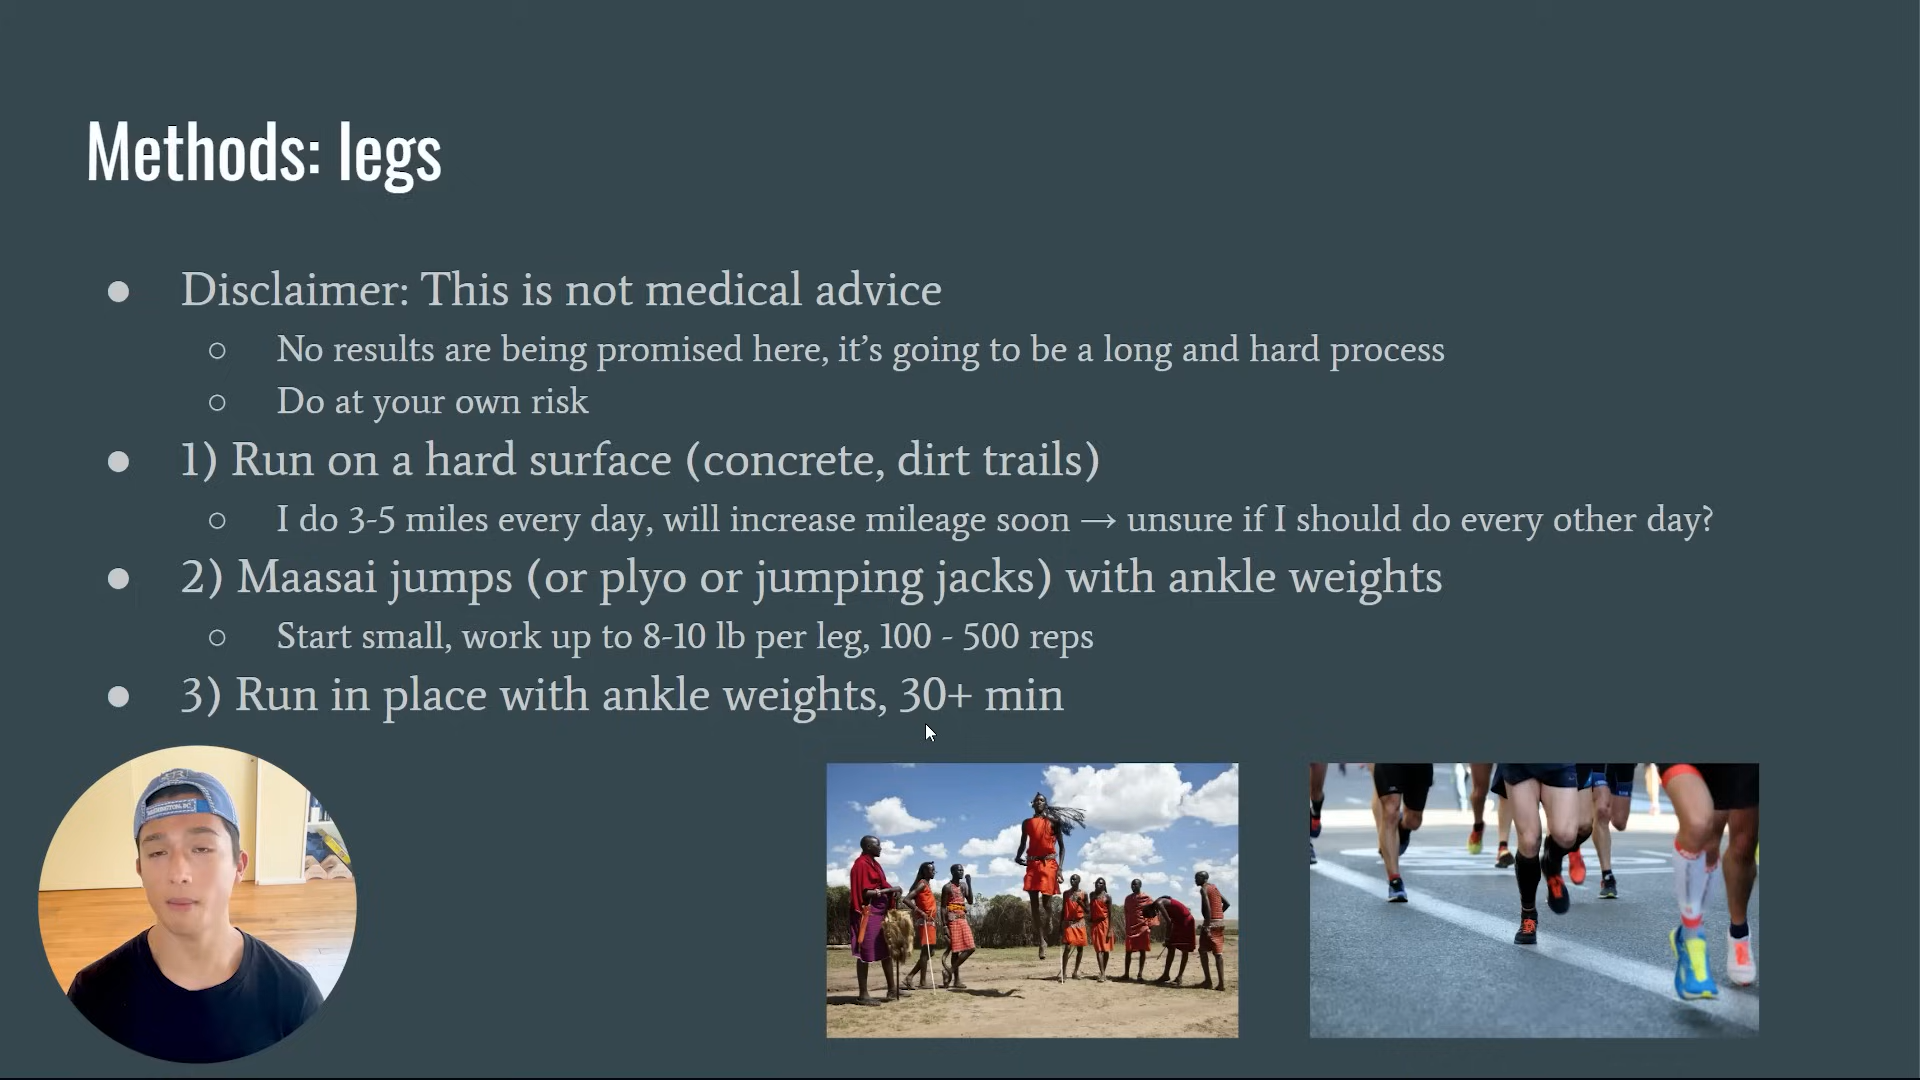 Methods: legs
Disclaimer: This is not medical advice
No results are being promised here, it’s going to be a long and hard process
Do at your own risk
1) Run on a hard surface (concrete, dirt trails)
I do 3-5 miles every day, will increase mileage soon → unsure if I should do every other day?
2) Maasai jumps (or plyo or jumping jacks) with ankle weights
Start small, work up to 8-10 lb per leg, 100 - 500 reps
3) Run in place with ankle weights, 30+ min